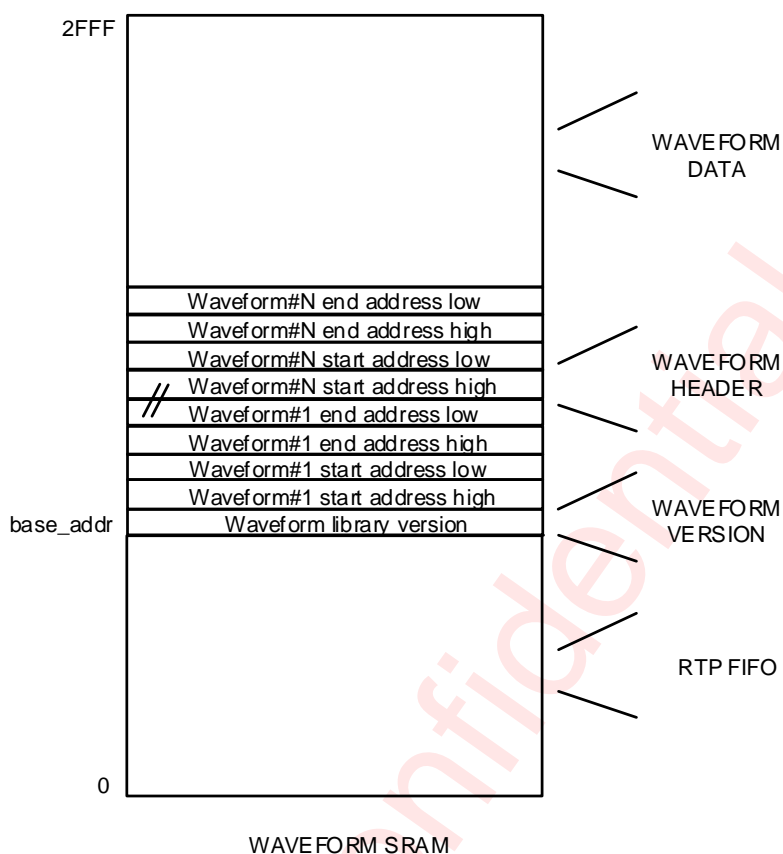 2FFF
WAVEFORM
DATA
Waveform#N end address low
Waveform#N end address high
Waveform#N start address low
Waveform#N start address high
WAVEFORM
HEADER
Waveform#1 end address low
Waveform#1 end address high
Waveform#1 start address low
Waveform#1 start address high
base_addr
Waveform library version
WAVEFORM
VERSION
RTP FIFO
0
WAVEFORM SRAM
onfidential